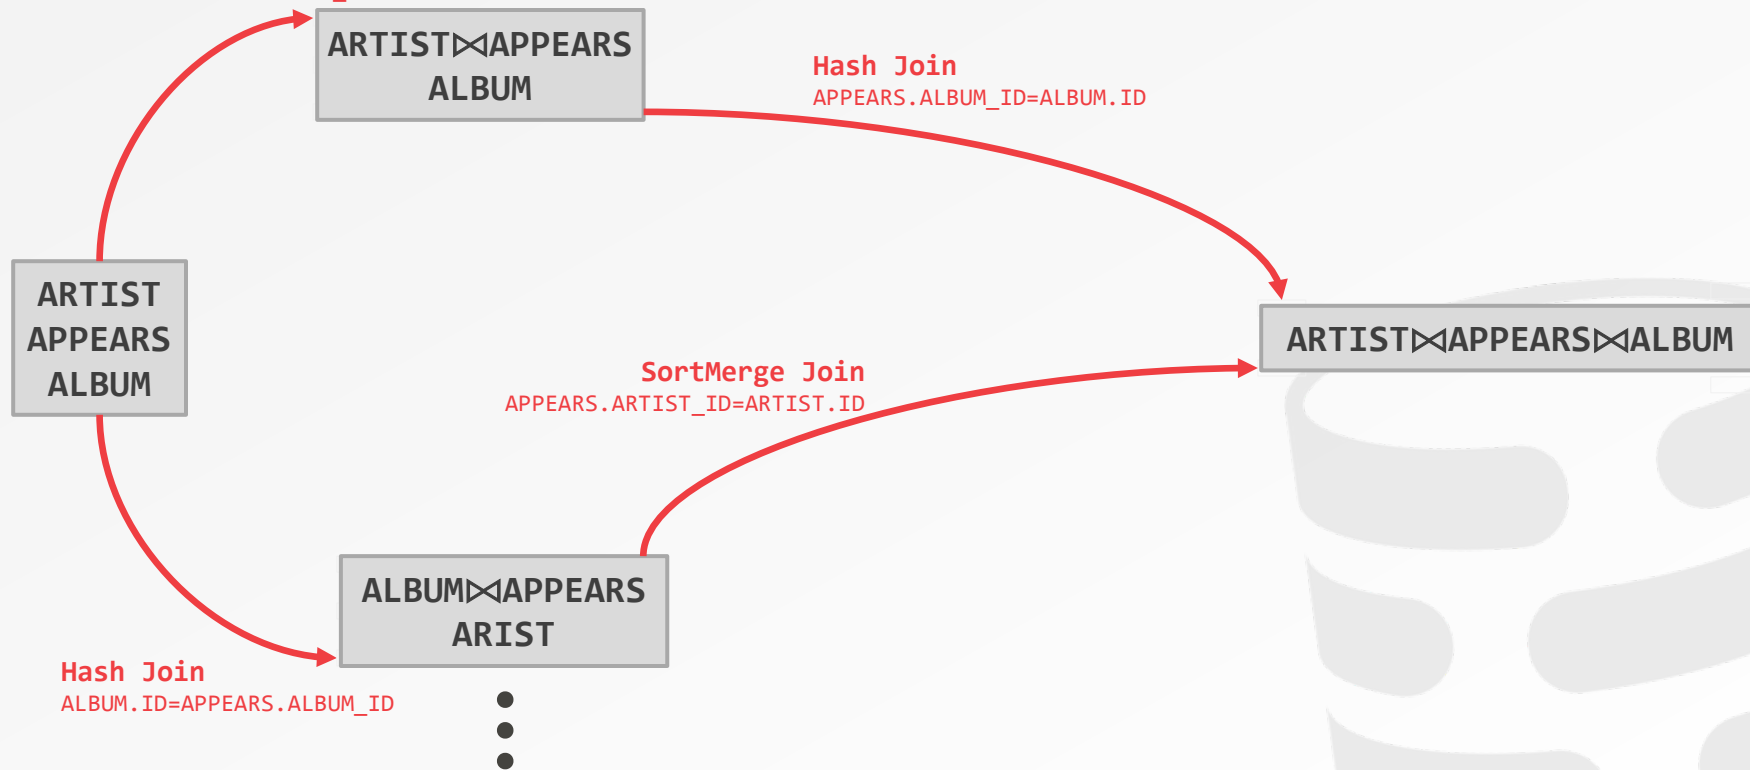 ARTIST⋈APPEARS
ALBUM
Hash Join
APPEARS.ALBUM_ID=ALBUM.ID
ARTIST
APPEARS
ALBUM
ARTIST⋈APPEARS⋈ALBUM
SortMerge Join
APPEARS.ARTIST_ID=ARTIST.ID
ALBUM⋈APPEARS
ARIST
Hash Join
ALBUM.ID=APPEARS.ALBUM_ID